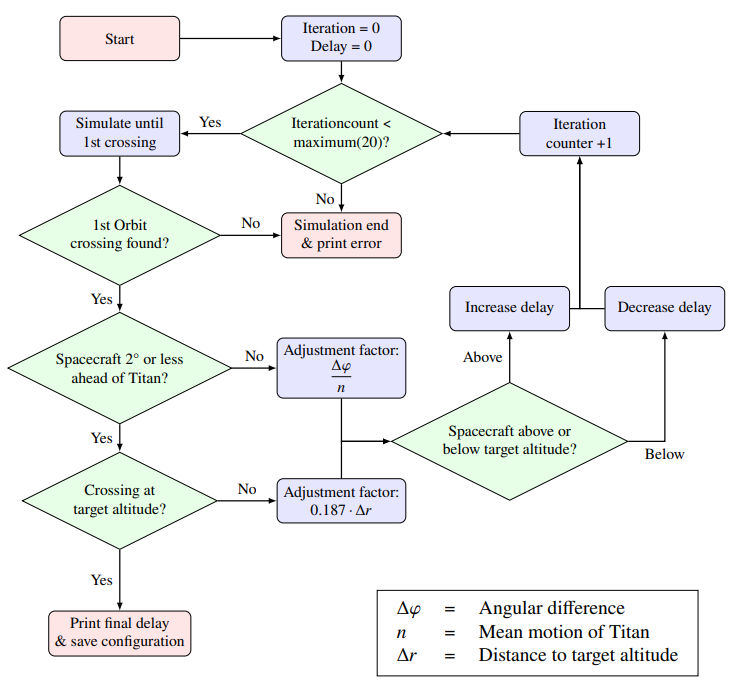 Start
Iteration = 0
Delay = 0
Iterationcount <
maximum(20)?
Yes
No
Simulate until
1st crossing
Iteration
counter +1
1st Orbit
crossing found?
No
Yes
Simulation end
& print error
Increase delay
Decrease delay
Spacecraft 2° or less
ahead of Titan?
No
Yes
Adjustment factor:
Δφ
n
Above
Spacecraft above or
below target altitude?
Below
Crossing at
target altitude?
No
Yes
Adjustment factor:
0.187 · Δr
Print final delay
& save configuration
Δφ = Angular difference
n = Mean motion of Titan
Δr = Distance to target altitude